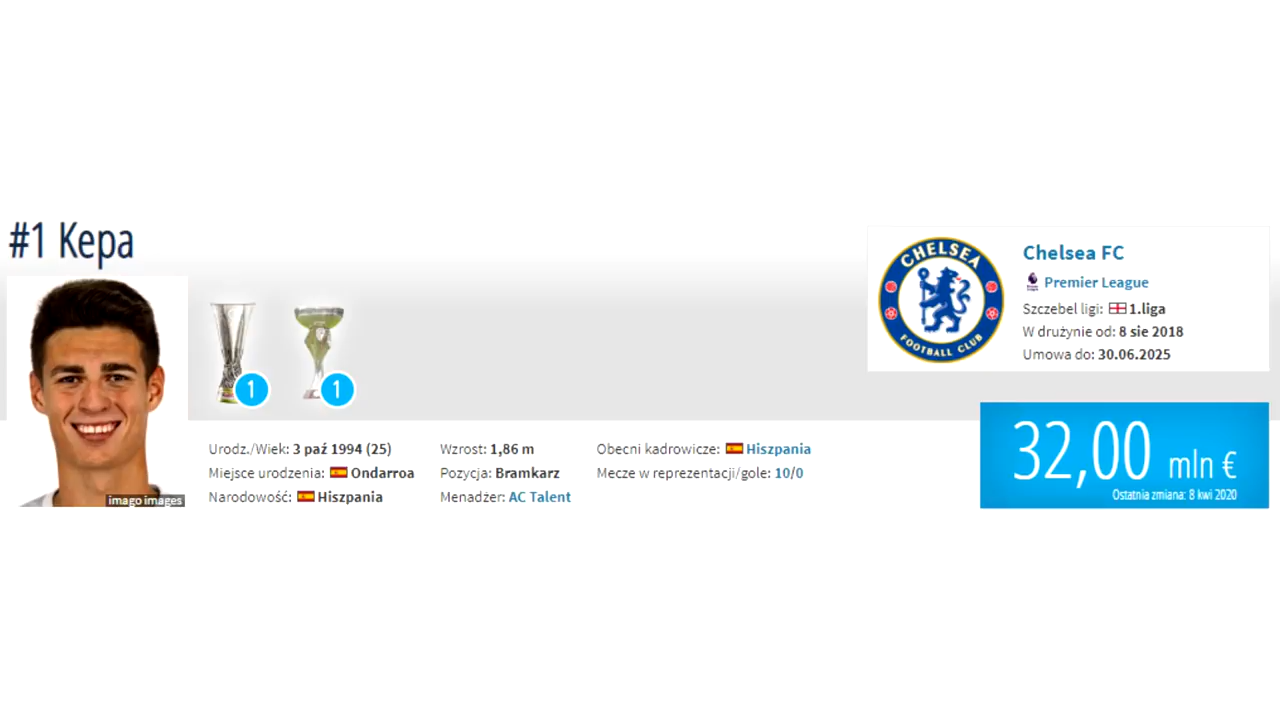 #1 Kepa
imago images
1
1
Urodz./Wiek: 3 paź 1994 (25)
Miejsce urodzenia: Ondarroa
Narodowość: Hiszpania
Wzrost: 1,86 m
Pozycja: Bramkarz
Menadżer: AC Talent
Obecni kadrowicze: Hiszpania
Mecze w reprezentacji/gole: 10/0
CHELSEA
FOOTBALL CLUB
Chelsea FC
Premier League
Szczebel ligi: 1.liga
W drużynie od: 8 sie 2018
Umowa do: 30.06.2025
32,00 mln €
Ostatnia zmiana: 8 kwi 2020